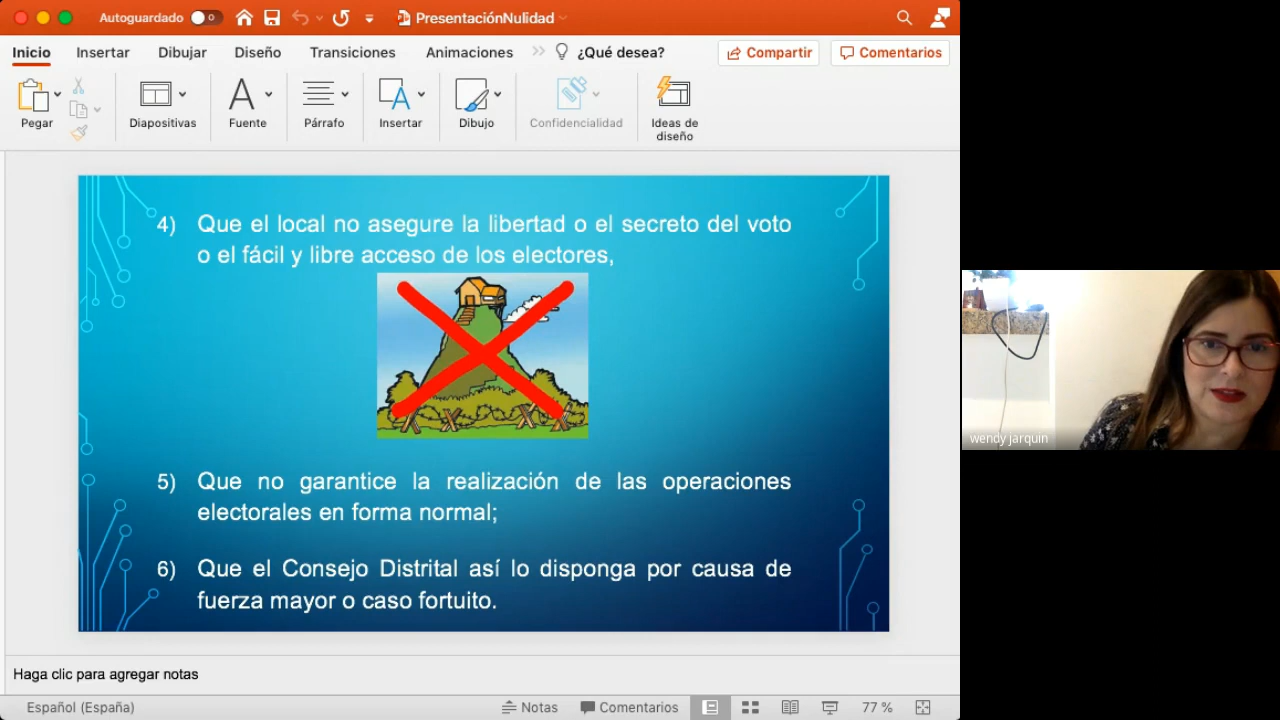 Autoguardado
PresentaciónNulidad
Inicio Insertar Dibujar Diseño Transiciones Animaciones >> ¿Qué desea? Compartir Comentarios
Pegar Diapositivas Fuente Párrafo Insertar Dibujo Confidencialidad Ideas de
diseño
4) Que el local no asegure la libertad o el secreto del voto
o el fácil y libre acceso de los electores,
5) Que no garantice la realización de las operaciones
electorales en forma normal;
6) Que el Consejo Distrital así lo disponga por causa de
fuerza mayor o caso fortuito.
wendy jarquin
Haga clic para agregar notas
Español (España) Notas Comentarios 77 %